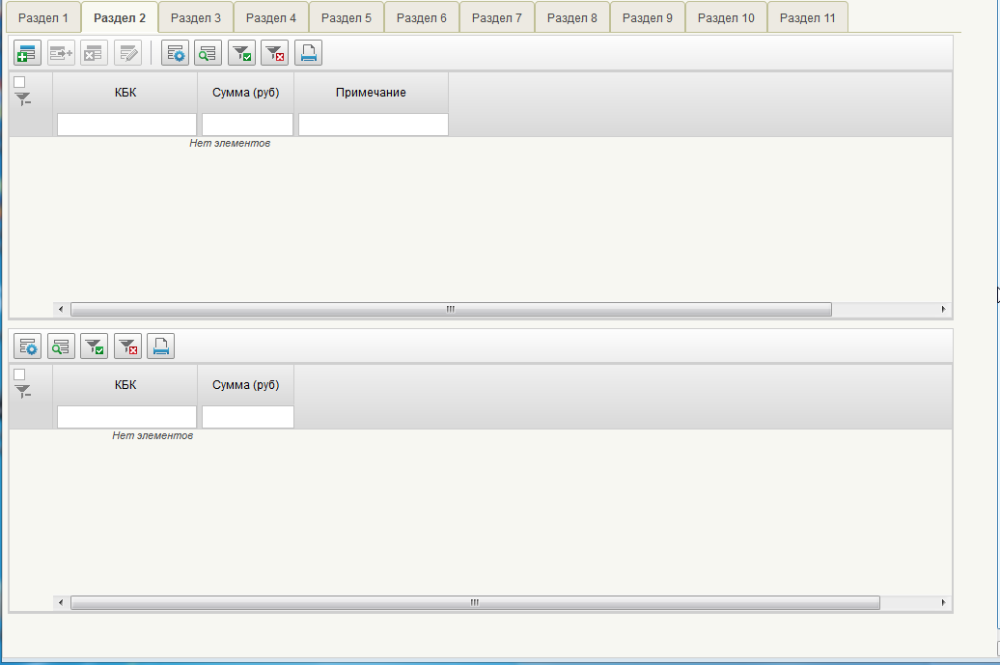 Раздел 1 Раздел 2 Раздел 3 Раздел 4 Раздел 5 Раздел 6 Раздел 7 Раздел 8 Раздел 9 Раздел 10 Раздел 11
КБК Сумма (руб) Примечание
Нет элементов
КБК Сумма (руб)
Нет элементов